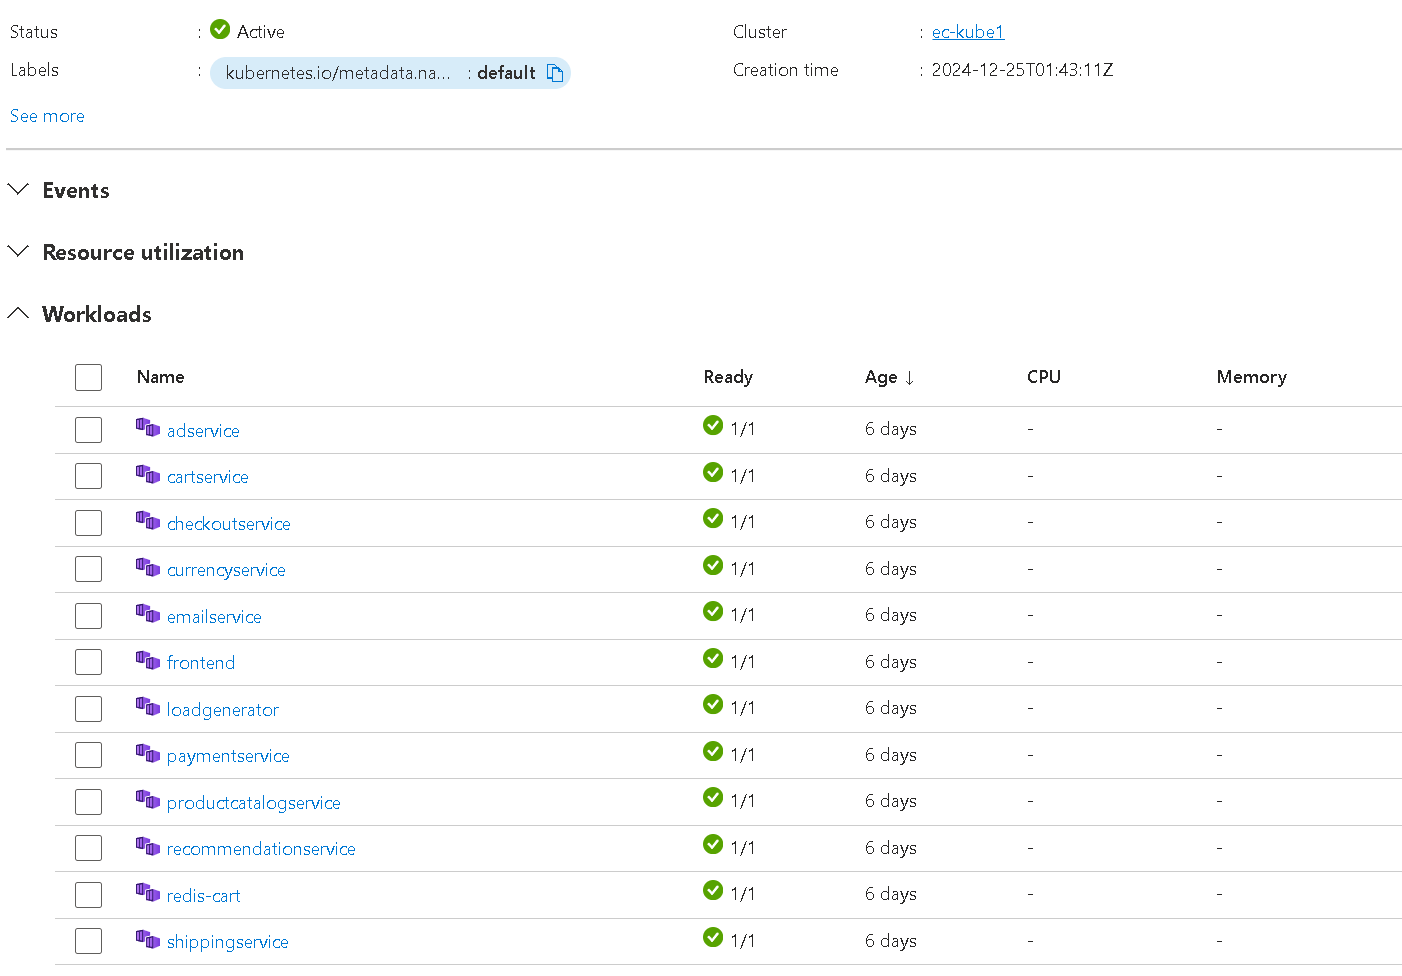 Status : Active Cluster : ec-kube1
Labels : kubernetes.io/metadata.na... : default Creation time : 2024-12-25T01:43:11Z
See more
Events
Resource utilization
Workloads
Name Ready Age ↓ CPU Memory
adservice 1/1 6 days - -
cartservice 1/1 6 days - -
checkoutservice 1/1 6 days - -
currencyservice 1/1 6 days - -
emailservice 1/1 6 days - -
frontend 1/1 6 days - -
loadgenerator 1/1 6 days - -
paymentservice 1/1 6 days - -
productcatalogservice 1/1 6 days - -
recommendationservice 1/1 6 days - -
redis-cart 1/1 6 days - -
shippingservice 1/1 6 days - -